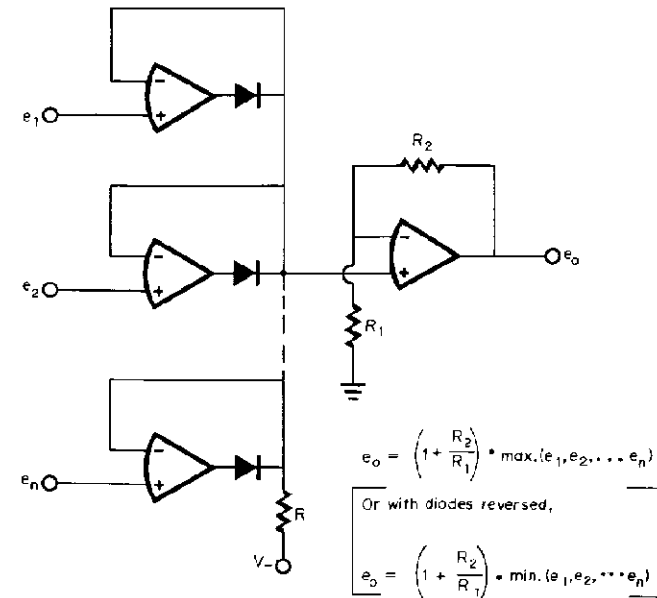 e₁
- +
R₂
e₂
- +
- +
eₒ
R₁
eₙ
- +
R
V-
eₒ = (1 + R₂/R₁) • max.(e₁,e₂,... eₙ)
Or with diodes reversed,
eₒ = (1 + R₂/R₁) • min.(e₁,e₂, ···eₙ)